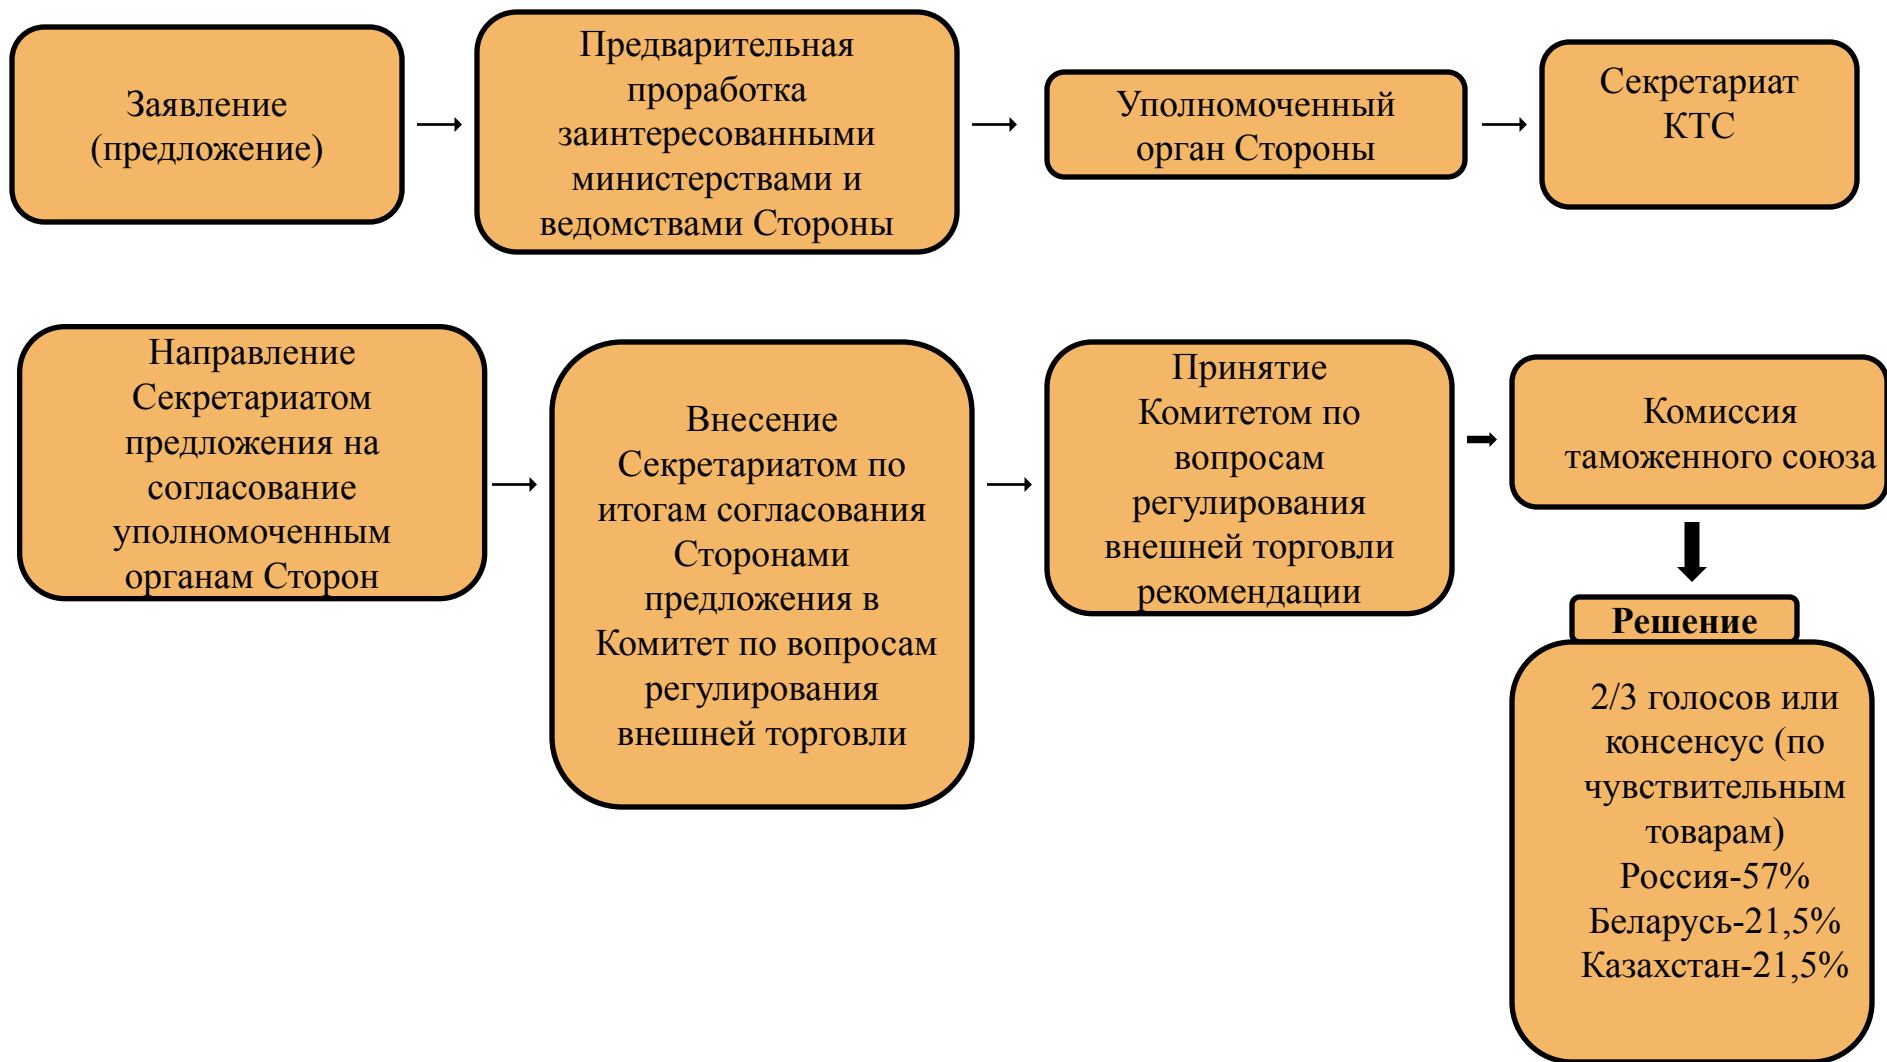 Заявление
(предложение)
Предварительная
проработка
заинтересованными
министерствами и
ведомствами Стороны
Уполномоченный
орган Стороны
Секретариат
КТС
Направление
Секретариатом
предложения на
согласование
уполномоченным
органам Сторон
Внесение
Секретариатом по
итогам согласования
Сторонами
предложения в
Комитет по вопросам
регулирования
внешней торговли
Принятие
Комитетом по
вопросам
регулирования
внешней торговли
рекомендации
Комиссия
таможенного союза
Решение
2/3 голосов или
консенсус (по
чувствительным
товарам)
Россия-57%
Беларусь-21,5%
Казахстан-21,5%